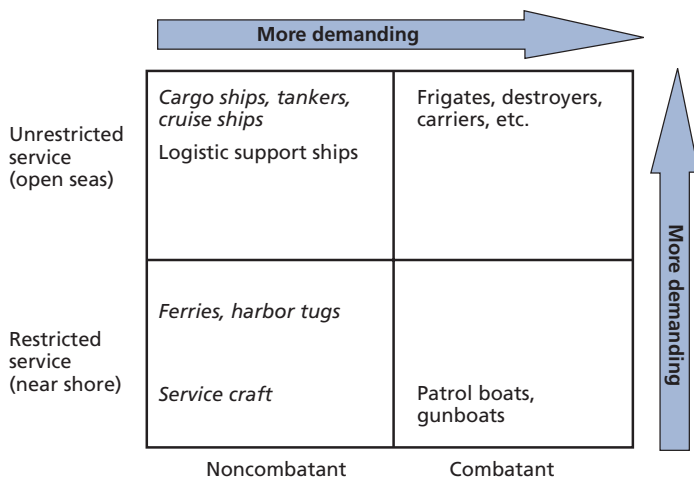 More demanding
Unrestricted
service
(open seas)
Cargo ships, tankers,
cruise ships
Logistic support ships
Frigates, destroyers,
carriers, etc.
More demanding
Restricted
service
(near shore)
Ferries, harbor tugs
Service craft
Patrol boats,
gunboats
Noncombatant
Combatant